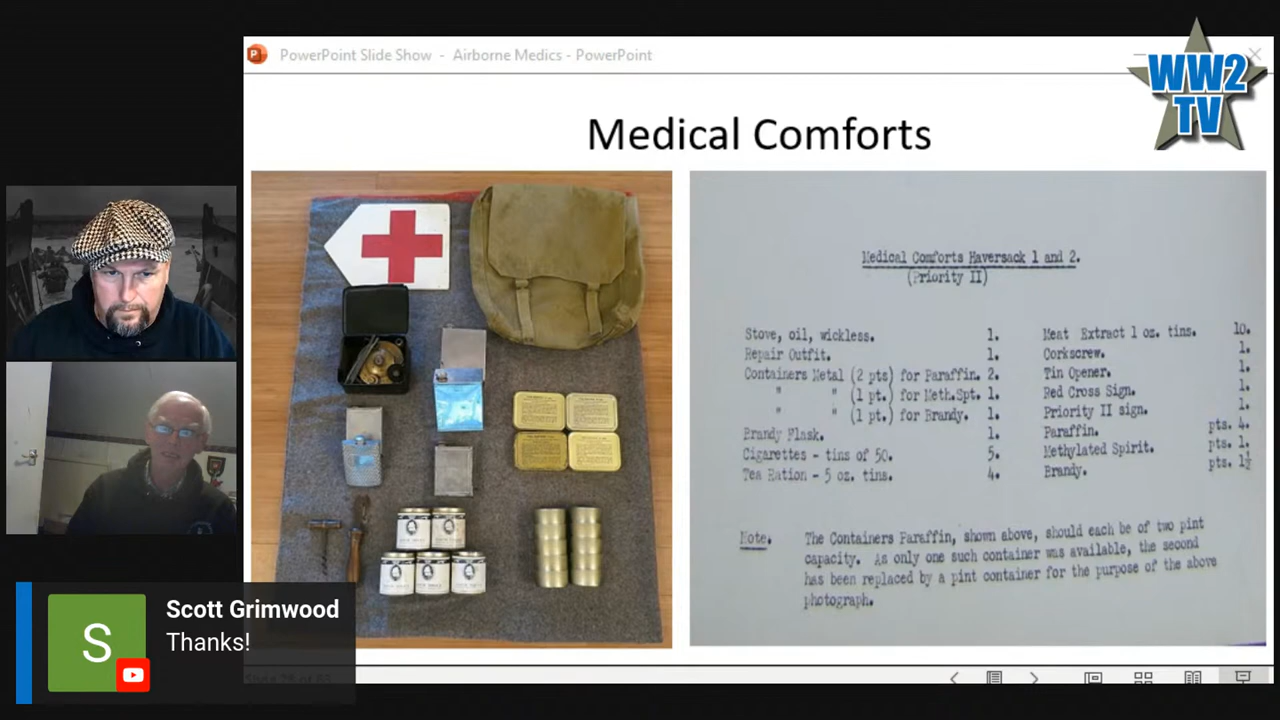 PowerPoint Slide Show - Airborne Medics - PowerPoint
WW2
TV
Medical Comforts
Medical Comforts Haversack 1 and 2.
(Priority II)
Stove, oil, wickless. 1. Meat Extract 1 oz. tins. 10.
Repair Outfit. 1. Corkscrew. 1.
Containers Metal (2 pts) for Paraffin. 2. Tin Opener. 1.
" " (1 pt.) for Meth.Spt. 1. Red Cross Sign. 1.
" " (1 pt.) for Brandy. 1. Priority II sign. 1.
Brandy Flask. 1. Paraffin. pts. 4.
Cigarettes - tins of 50. 5. Methylated Spirit. pts. 1.
Tea Ration - 5 oz. tins. 4. Brandy. pts.
Note. The Containers Paraffin, shown above, should each be of two pint
capacity. As only one such container was available, the second
has been replaced by a pint container for the purpose of the above
photograph.
S
Scott Grimwood
Thanks!